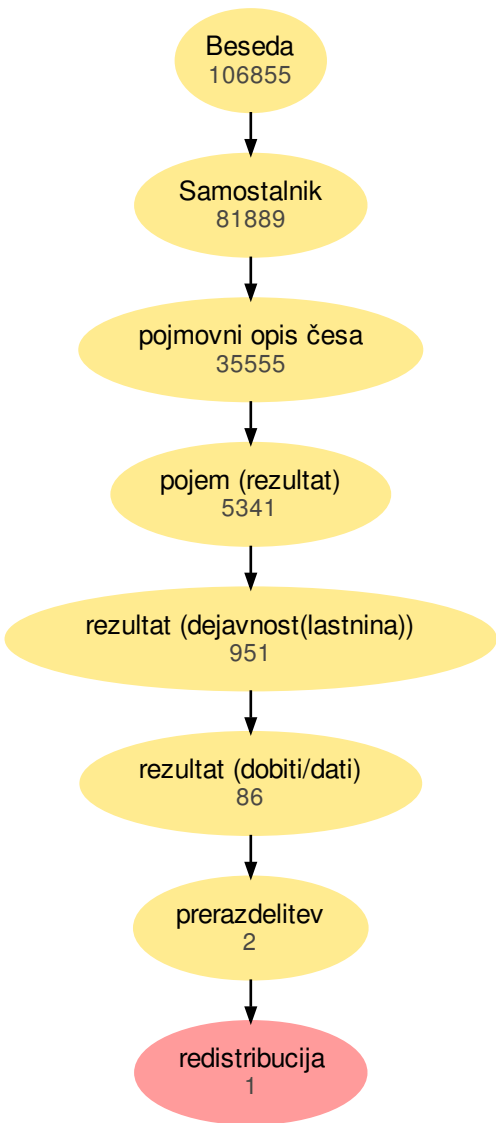 Beseda
106855
Samostalnik
81889
pojmovni opis česa
35555
pojem (rezultat)
5341
rezultat (dejavnost(lastnina))
951
rezultat (dobiti/dati)
86
prerazdelitev
2
redistribucija
1